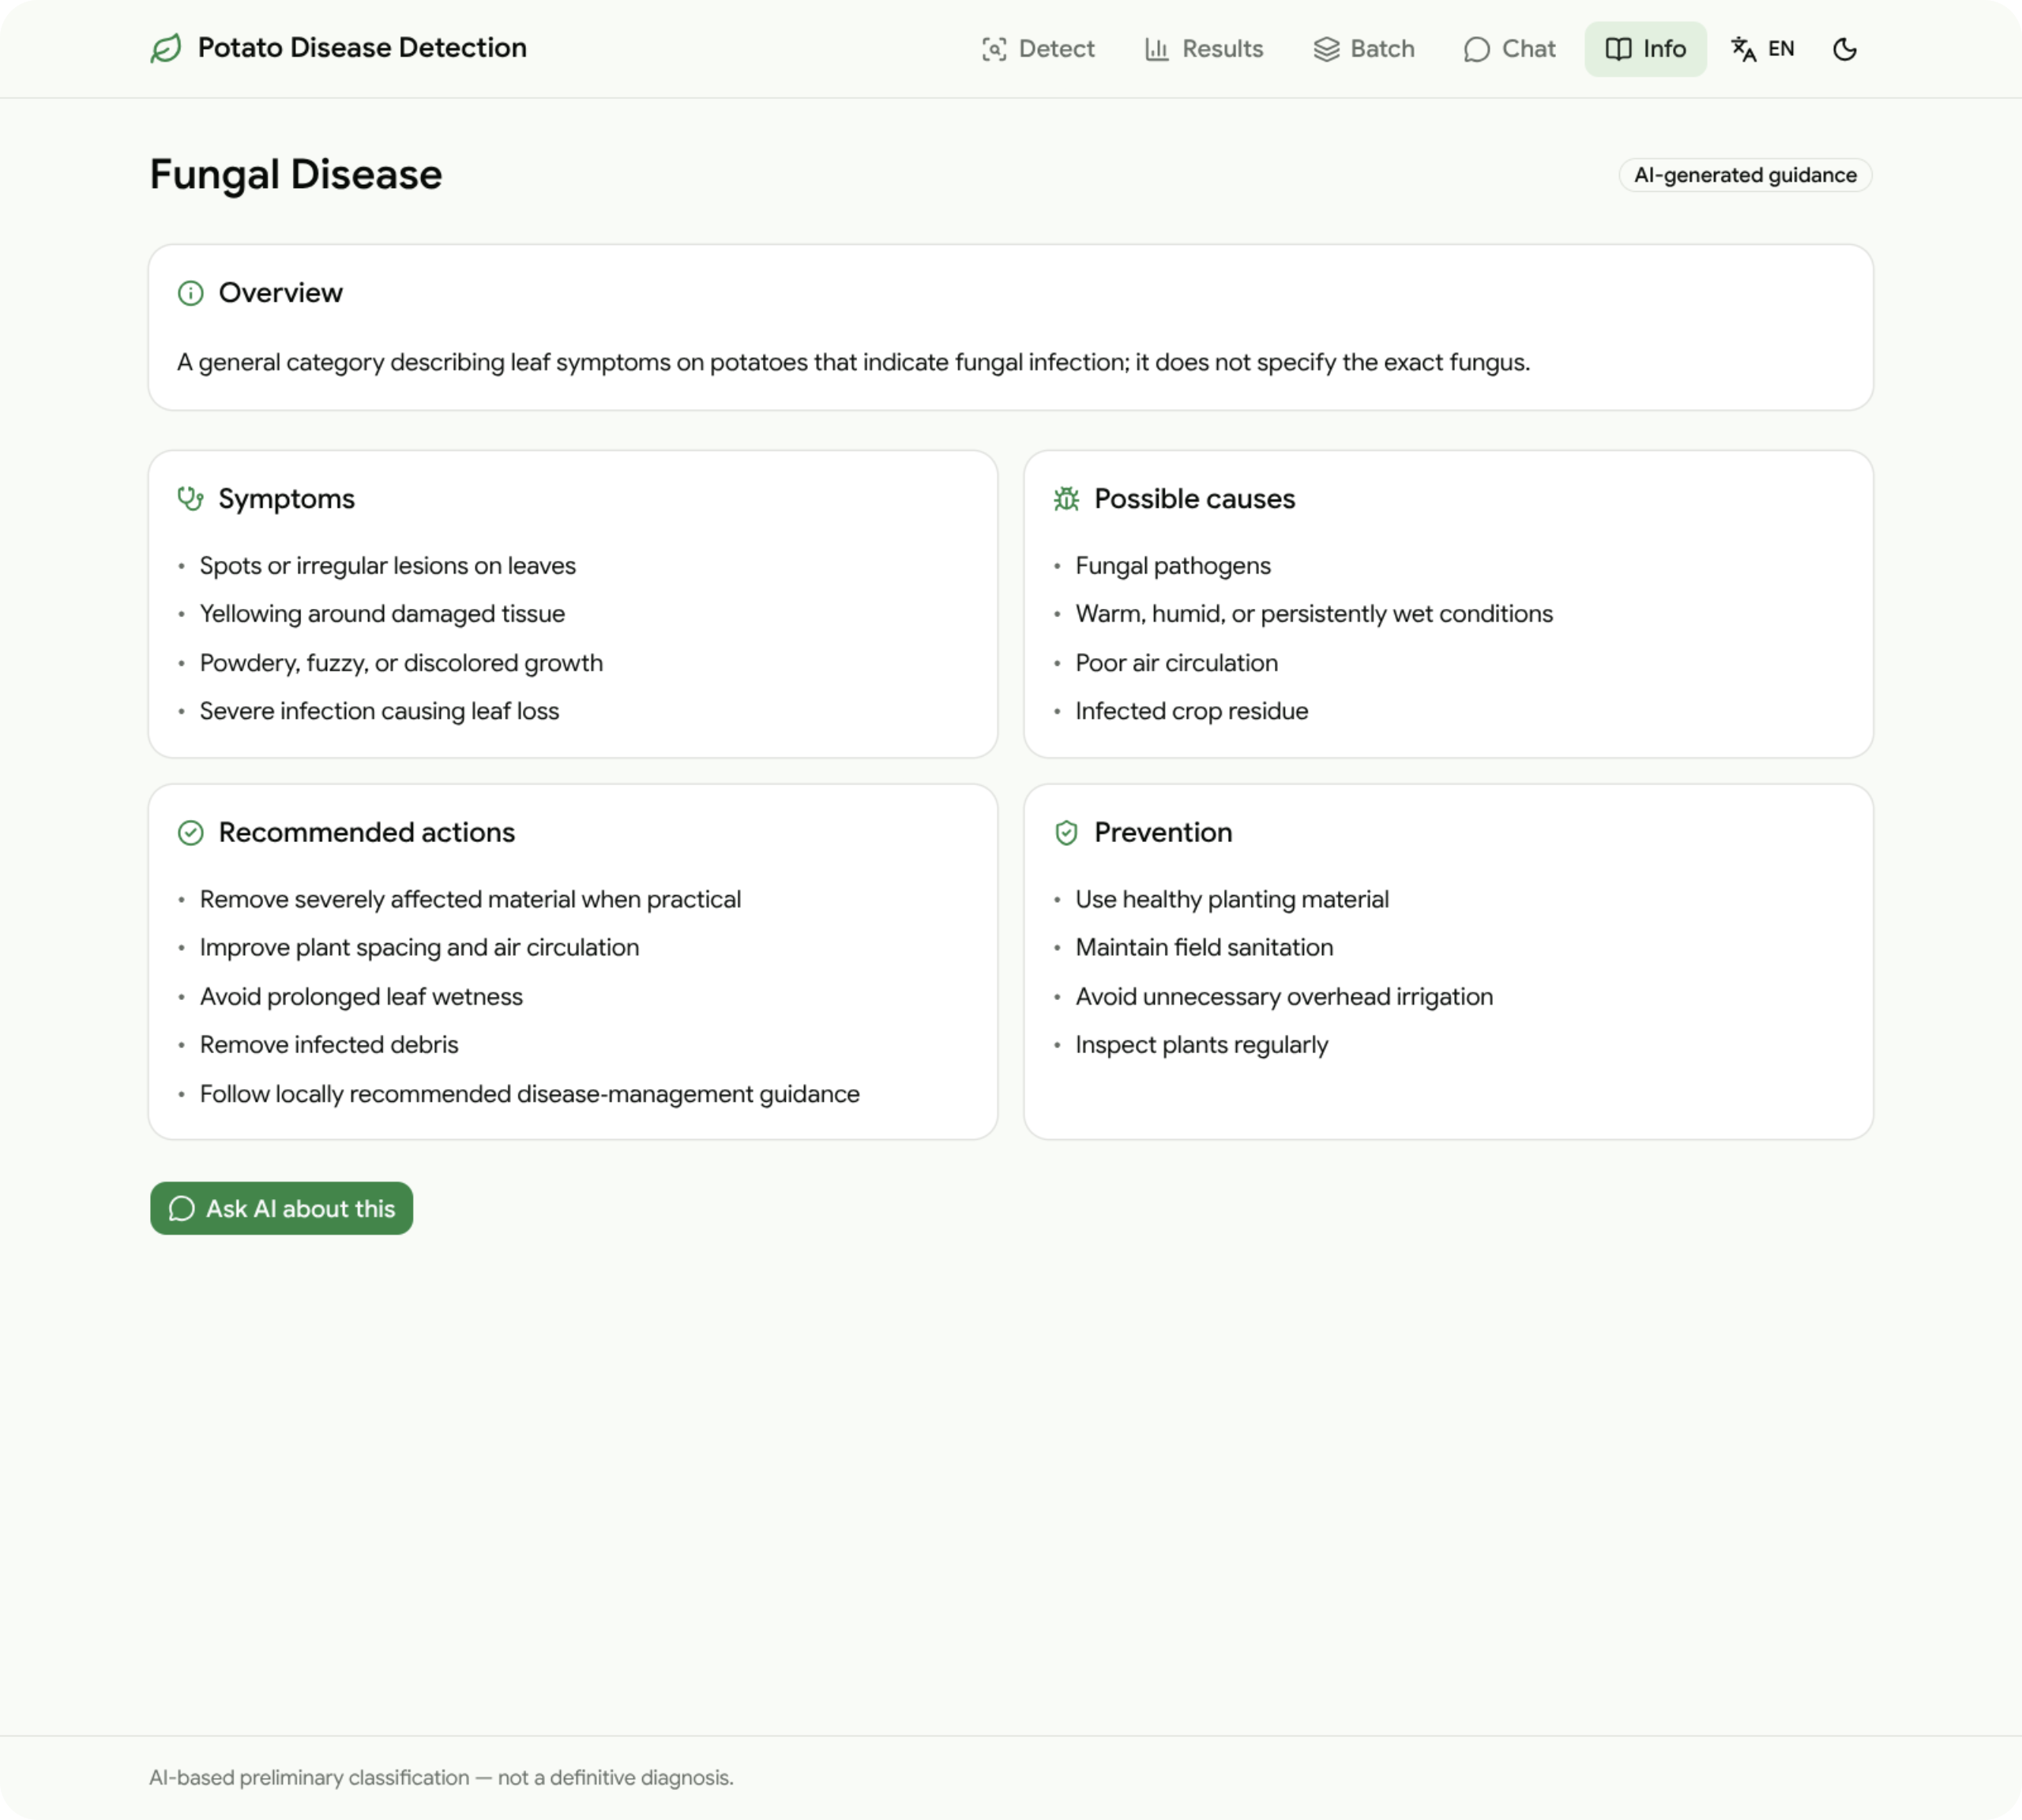 Potato Disease Detection
Detect
Results
Batch
Chat
Info
EN
Fungal Disease
AI-generated guidance
Overview
A general category describing leaf symptoms on potatoes that indicate fungal infection; it does not specify the exact fungus.
Symptoms
• Spots or irregular lesions on leaves
• Yellowing around damaged tissue
• Powdery, fuzzy, or discolored growth
• Severe infection causing leaf loss
Possible causes
• Fungal pathogens
• Warm, humid, or persistently wet conditions
• Poor air circulation
• Infected crop residue
Recommended actions
• Remove severely affected material when practical
• Improve plant spacing and air circulation
• Avoid prolonged leaf wetness
• Remove infected debris
• Follow locally recommended disease-management guidance
Prevention
• Use healthy planting material
• Maintain field sanitation
• Avoid unnecessary overhead irrigation
• Inspect plants regularly
Ask AI about this
AI-based preliminary classification — not a definitive diagnosis.